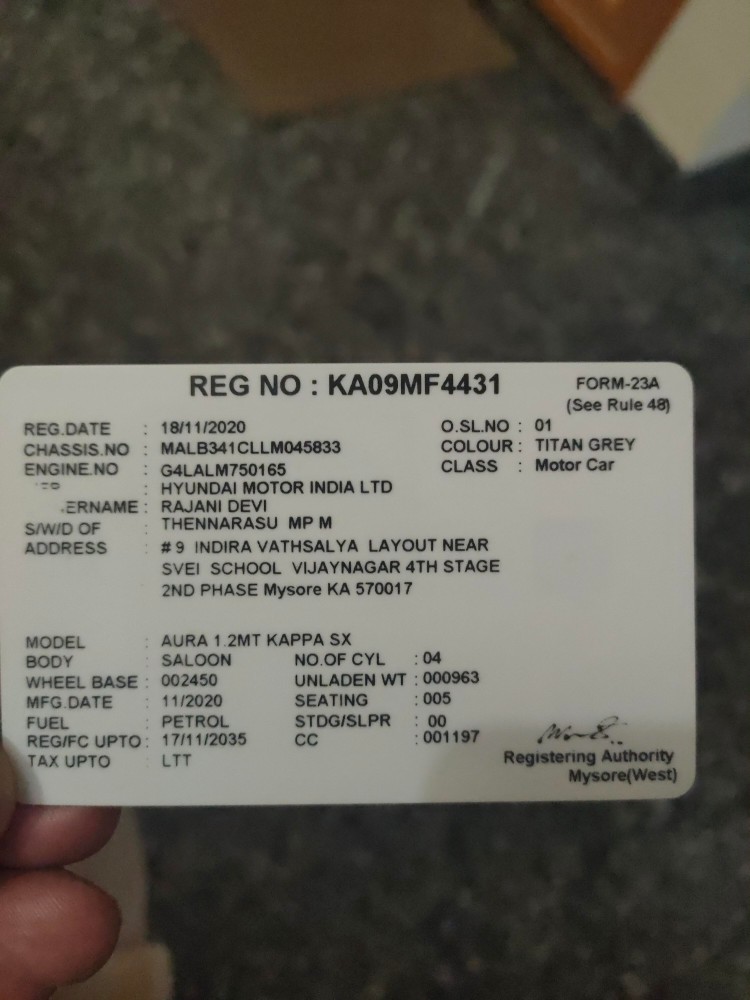 REG NO : KA09MF4431
FORM-23A
(See Rule 48)
REG.DATE : 18/11/2020 O.SL.NO : 01
CHASSIS.NO : MALB341CLLM045833 COLOUR : TITAN GREY
ENGINE.NO : G4LALM750165 CLASS : Motor Car
: HYUNDAI MOTOR INDIA LTD
ERNAME : RAJANI DEVI
S/W/D OF : THENNARASU MP M
ADDRESS : # 9 INDIRA VATHSALYA LAYOUT NEAR
SVEI SCHOOL VIJAYNAGAR 4TH STAGE
2ND PHASE Mysore KA 570017
MODEL : AURA 1.2MT KAPPA SX
BODY : SALOON NO.OF CYL : 04
WHEEL BASE : 002450 UNLADEN WT : 000963
MFG.DATE : 11/2020 SEATING : 005
FUEL : PETROL STDG/SLPR : 00
REG/FC UPTO : 17/11/2035 CC : 001197
TAX UPTO : LTT
Registering Authority
Mysore(West)